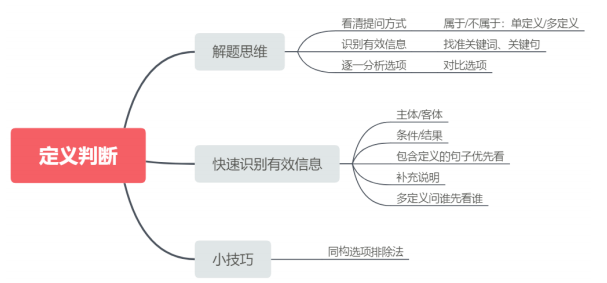 定义判断
解题思维
看清提问方式 属于/不属于：单定义/多定义
识别有效信息 找准关键词、关键句
逐一分析选项 对比选项
快速识别有效信息
主体/客体
条件/结果
包含定义的句子优先看
补充说明
多定义问谁先看谁
小技巧
同构选项排除法